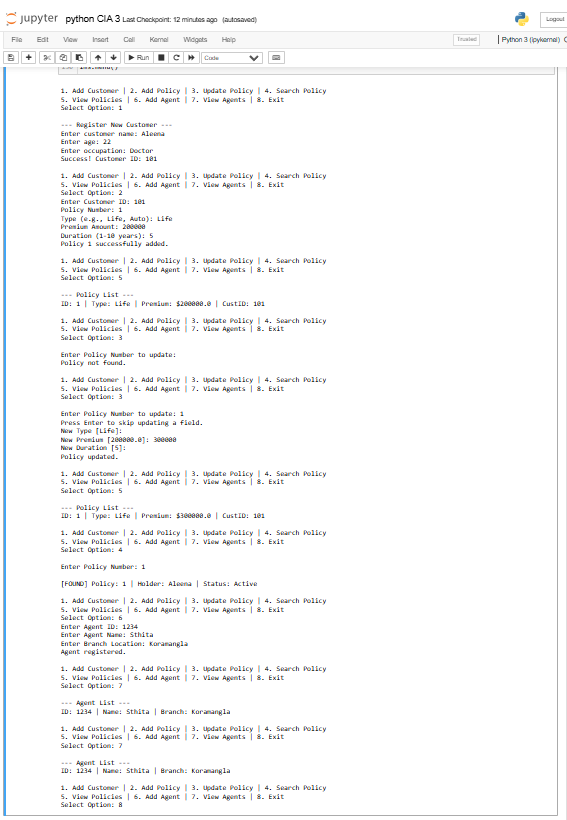 jupyter python CIA 3 Last Checkpoint: 12 minutes ago (autosaved)
Logout
File Edit View Insert Cell Kernel Widgets Help
Trusted
Python 3 (ipykernel)
Run
Code
1. Add Customer | 2. Add Policy | 3. Update Policy | 4. Search Policy
5. View Policies | 6. Add Agent | 7. View Agents | 8. Exit
Select Option: 1
--- Register New Customer ---
Enter customer name: Aleena
Enter age: 22
Enter occupation: Doctor
Success! Customer ID: 101
1. Add Customer | 2. Add Policy | 3. Update Policy | 4. Search Policy
5. View Policies | 6. Add Agent | 7. View Agents | 8. Exit
Select Option: 2
Enter Customer ID: 101
Policy Number: 1
Type (e.g., Life, Auto): Life
Premium Amount: 200000
Duration (1-10 years): 5
Policy 1 successfully added.
1. Add Customer | 2. Add Policy | 3. Update Policy | 4. Search Policy
5. View Policies | 6. Add Agent | 7. View Agents | 8. Exit
Select Option: 5
--- Policy List ---
ID: 1 | Type: Life | Premium: $200000.0 | CustID: 101
1. Add Customer | 2. Add Policy | 3. Update Policy | 4. Search Policy
5. View Policies | 6. Add Agent | 7. View Agents | 8. Exit
Select Option: 3
Enter Policy Number to update:
Policy not found.
1. Add Customer | 2. Add Policy | 3. Update Policy | 4. Search Policy
5. View Policies | 6. Add Agent | 7. View Agents | 8. Exit
Select Option: 3
Enter Policy Number to update: 1
Press Enter to skip updating a field.
New Type [Life]:
New Premium [200000.0]: 300000
New Duration [5]:
Policy updated.
1. Add Customer | 2. Add Policy | 3. Update Policy | 4. Search Policy
5. View Policies | 6. Add Agent | 7. View Agents | 8. Exit
Select Option: 5
--- Policy List ---
ID: 1 | Type: Life | Premium: $300000.0 | CustID: 101
1. Add Customer | 2. Add Policy | 3. Update Policy | 4. Search Policy
5. View Policies | 6. Add Agent | 7. View Agents | 8. Exit
Select Option: 4
Enter Policy Number: 1
[FOUND] Policy: 1 | Holder: Aleena | Status: Active
1. Add Customer | 2. Add Policy | 3. Update Policy | 4. Search Policy
5. View Policies | 6. Add Agent | 7. View Agents | 8. Exit
Select Option: 6
Enter Agent ID: 1234
Enter Agent Name: Sthita
Enter Branch Location: Koramangla
Agent registered.
1. Add Customer | 2. Add Policy | 3. Update Policy | 4. Search Policy
5. View Policies | 6. Add Agent | 7. View Agents | 8. Exit
Select Option: 7
--- Agent List ---
ID: 1234 | Name: Sthita | Branch: Koramangla
1. Add Customer | 2. Add Policy | 3. Update Policy | 4. Search Policy
5. View Policies | 6. Add Agent | 7. View Agents | 8. Exit
Select Option: 7
--- Agent List ---
ID: 1234 | Name: Sthita | Branch: Koramangla
1. Add Customer | 2. Add Policy | 3. Update Policy | 4. Search Policy
5. View Policies | 6. Add Agent | 7. View Agents | 8. Exit
Select Option: 8